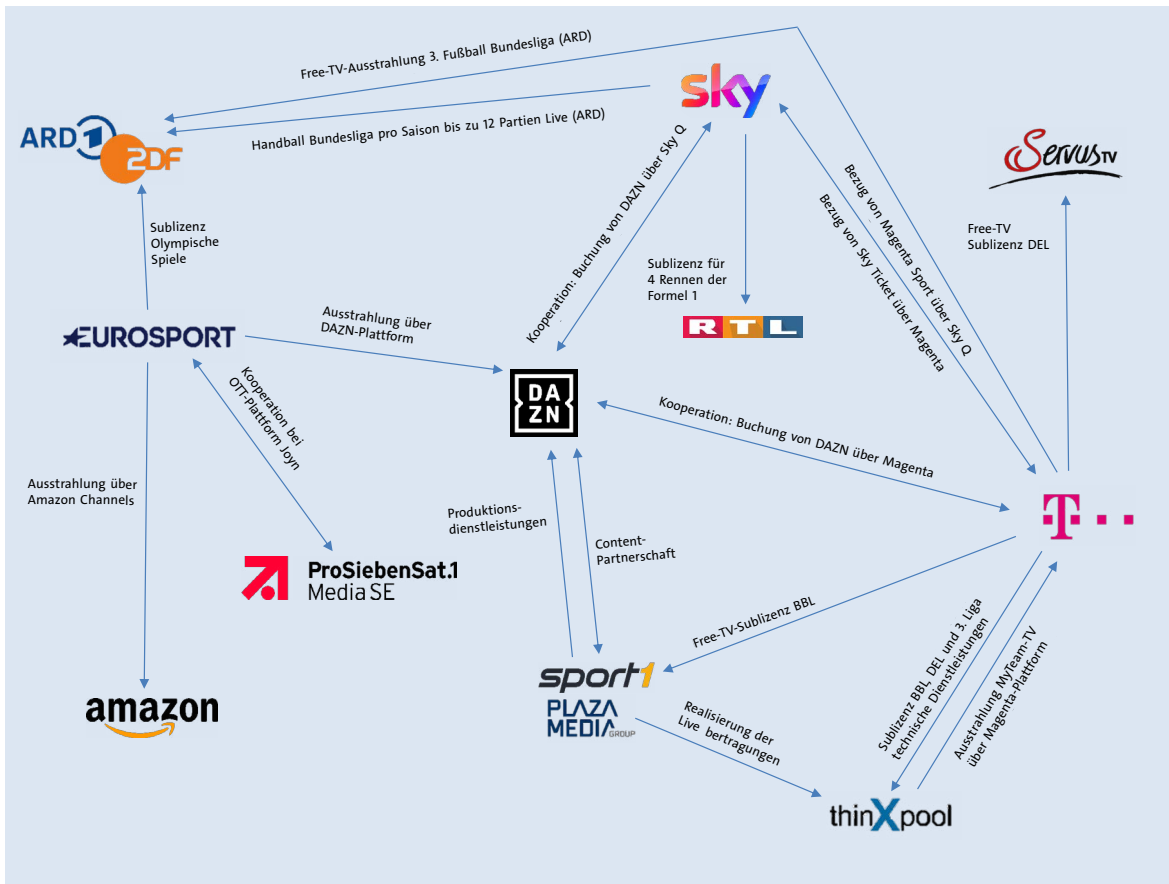 Free-TV-Ausstrahlung 3. Fußball Bundesliga (ARD)
sky
Handball Bundesliga pro Saison bis zu 12 Partien Live (ARD)
ARD 1
2DF
ServusTV
Kooperation: Buchung von DAZN über Sky Q
Bezug von Magenta Sport über Sky Q
Bezug von Sky Ticket über Magenta
Sublizenz
Olympische
Spiele
Free-TV
Sublizenz DEL
Sublizenz für
4 Rennen der
Formel 1
EUROSPORT
Ausstrahlung über
DAZN-Plattform
RTL
Kooperation bei
OTT-Plattform Joyn
DA
ZN
Kooperation: Buchung von DAZN über Magenta
Ausstrahlung über
Amazon Channels
Produktions-
dienstleistungen
T
Content-
Partnerschaft
ProSiebenSat.1
Media SE
Free-TV-Sublizenz BBL
Sublizenz BBL, DEL und 3. Liga
technische Dienstleistungen
Ausstrahlung MyTeam-TV
über Magenta-Plattform
sport1
PLAZA
MEDIA GROUP
amazon
Realisierung der
Live bertragungen
thinXpool